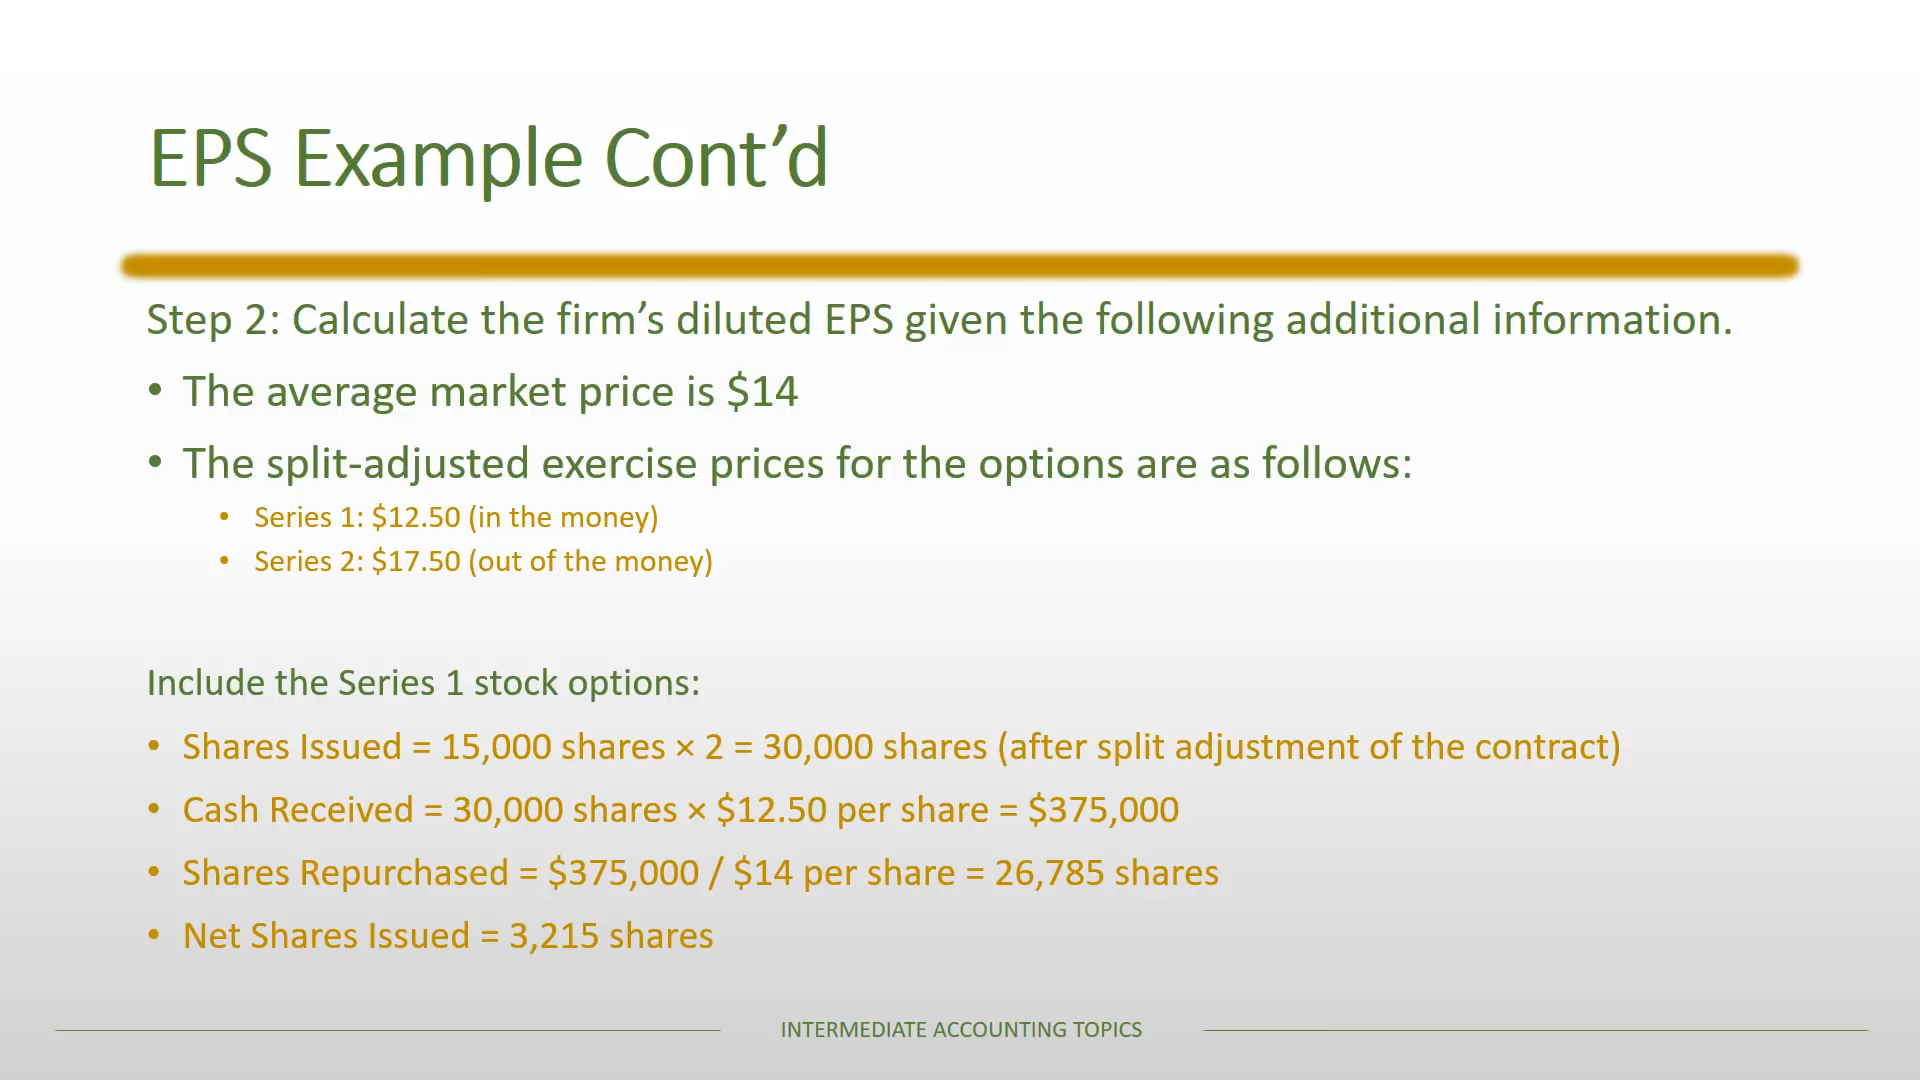 EPS Example Cont’d
Step 2: Calculate the firm’s diluted EPS given the following additional information.
• The average market price is $14
• The split-adjusted exercise prices for the options are as follows:
• Series 1: $12.50 (in the money)
• Series 2: $17.50 (out of the money)
Include the Series 1 stock options:
• Shares Issued = 15,000 shares × 2 = 30,000 shares (after split adjustment of the contract)
• Cash Received = 30,000 shares × $12.50 per share = $375,000
• Shares Repurchased = $375,000 / $14 per share = 26,785 shares
• Net Shares Issued = 3,215 shares
INTERMEDIATE ACCOUNTING TOPICS